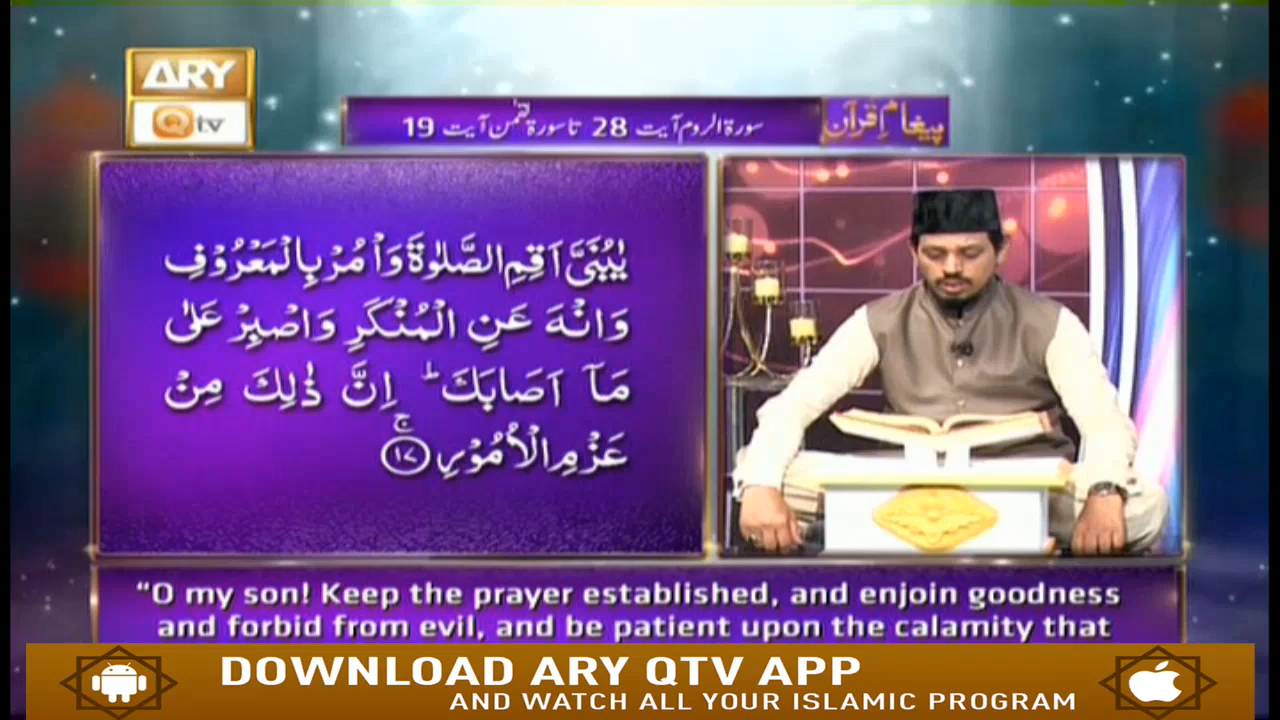 ARY
Qtv
پیغام قرآن
سورۃ الروم آیت 28 تا سورۃ لقمٰن آیت 19
یٰبُنَیَّ اَقِمِ الصَّلٰوةَ وَاْمُرْ بِالْمَعْرُوْفِ
وَانْهَ عَنِ الْمُنْكَرِ وَاصْبِرْ عَلٰى
مَاۤ اَصَابَكَ ؕ اِنَّ ذٰلِكَ مِنْ
عَزْمِ الْاُمُوْرِ ۚ ۱۷
“O my son! Keep the prayer established, and enjoin goodness
and forbid from evil, and be patient upon the calamity that
DOWNLOAD ARY QTV APP
AND WATCH ALL YOUR ISLAMIC PROGRAM